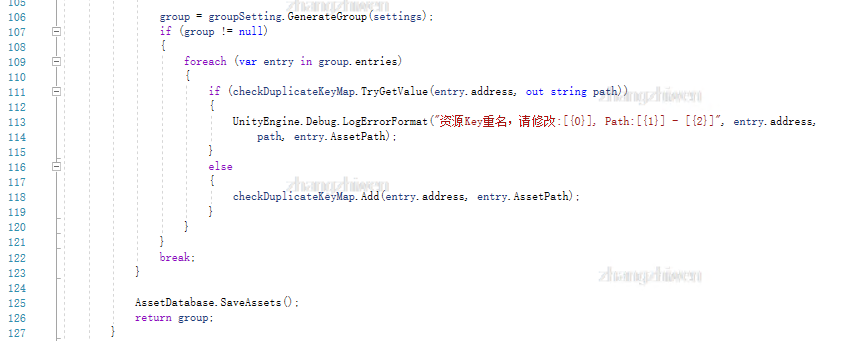 zhangzhiwen
105
106 group = groupSetting.GenerateGroup(settings);
107 if (group != null)
108 {
109 foreach (var entry in group.entries)
110 {
111 if (checkDuplicateKeyMap.TryGetValue(entry.address, out string path))
zhangzhiwen
112 {
113 UnityEngine.Debug.LogErrorFormat("资源Key重名，请修改:[{0}], Path:[{1}] - [{2}]", entry.address,
114 path, entry.AssetPath);
115 }
116 else
117 {
zhangzhiwen
118 checkDuplicateKeyMap.Add(entry.address, entry.AssetPath);
119 }
120 }
121 }
122 break;
123 }
zhangzhiwen
124
125 AssetDatabase.SaveAssets();
126 return group;
127 }